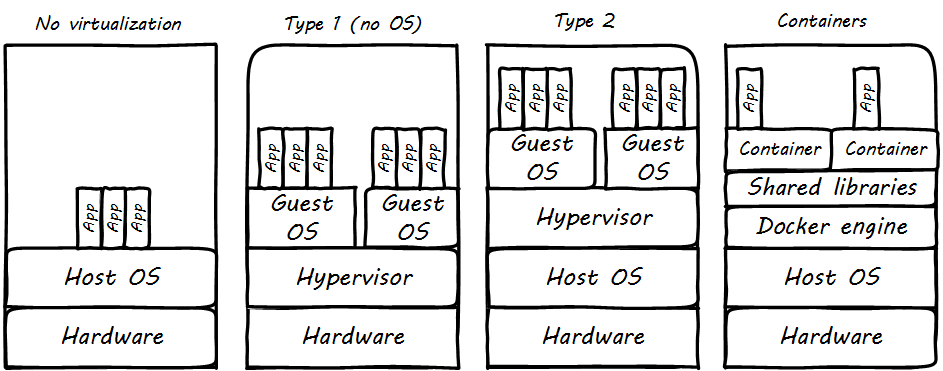 No virtualization
App
App
App
Host OS
Hardware
Type 1 (no OS)
App
App
App
App
App
App
Guest
OS
Guest
OS
Hypervisor
Hardware
Type 2
App
App
App
App
App
App
Guest
OS
Guest
OS
Hypervisor
Host OS
Hardware
Containers
App
App
Container
Container
Shared libraries
Docker engine
Host OS
Hardware